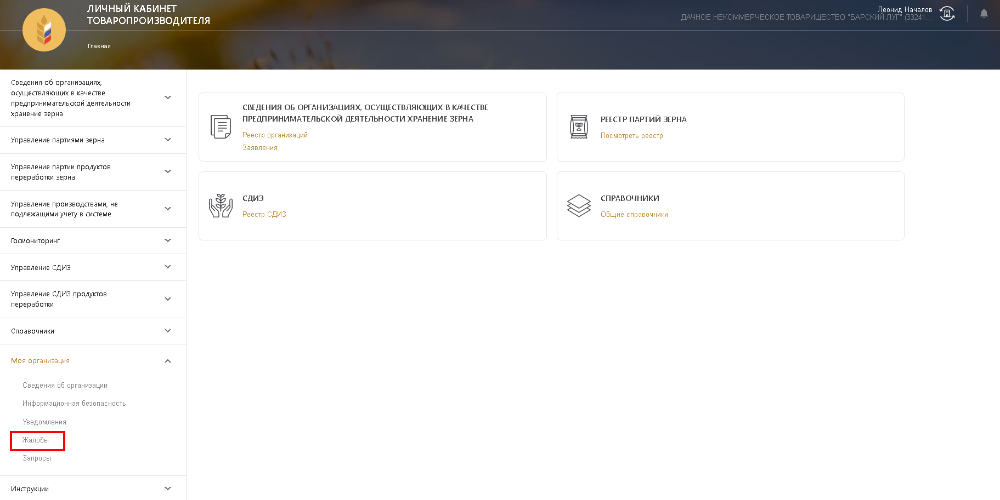 ЛИЧНЫЙ КАБИНЕТ
ТОВАРОПРОИЗВОДИТЕЛЯ
Леонид Началов
ДАЧНОЕ НЕКОММЕРЧЕСКОЕ ТОВАРИЩЕСТВО "БАРСКИЙ ЛУГ" (33241...
Главная
Сведения об организациях,
осуществляющих в качестве
предпринимательской деятельности
хранение зерна
Управление партиями зерна
Управление партии продуктов
переработки зерна
Управление производствами, не
подлежащими учету в системе
Госмониторинг
Управление СДИЗ
Управление СДИЗ продуктов
переработки
Справочники
Моя организация
Сведения об организации
Информационная безопасность
Уведомления
Жалобы
Запросы
Инструкции
СВЕДЕНИЯ ОБ ОРГАНИЗАЦИЯХ, ОСУЩЕСТВЛЯЮЩИХ В КАЧЕСТВЕ
ПРЕДПРИНИМАТЕЛЬСКОЙ ДЕЯТЕЛЬНОСТИ ХРАНЕНИЕ ЗЕРНА
Реестр организаций
Заявления
РЕЕСТР ПАРТИЙ ЗЕРНА
Посмотреть реестр
СДИЗ
Реестр СДИЗ
СПРАВОЧНИКИ
Общие справочники